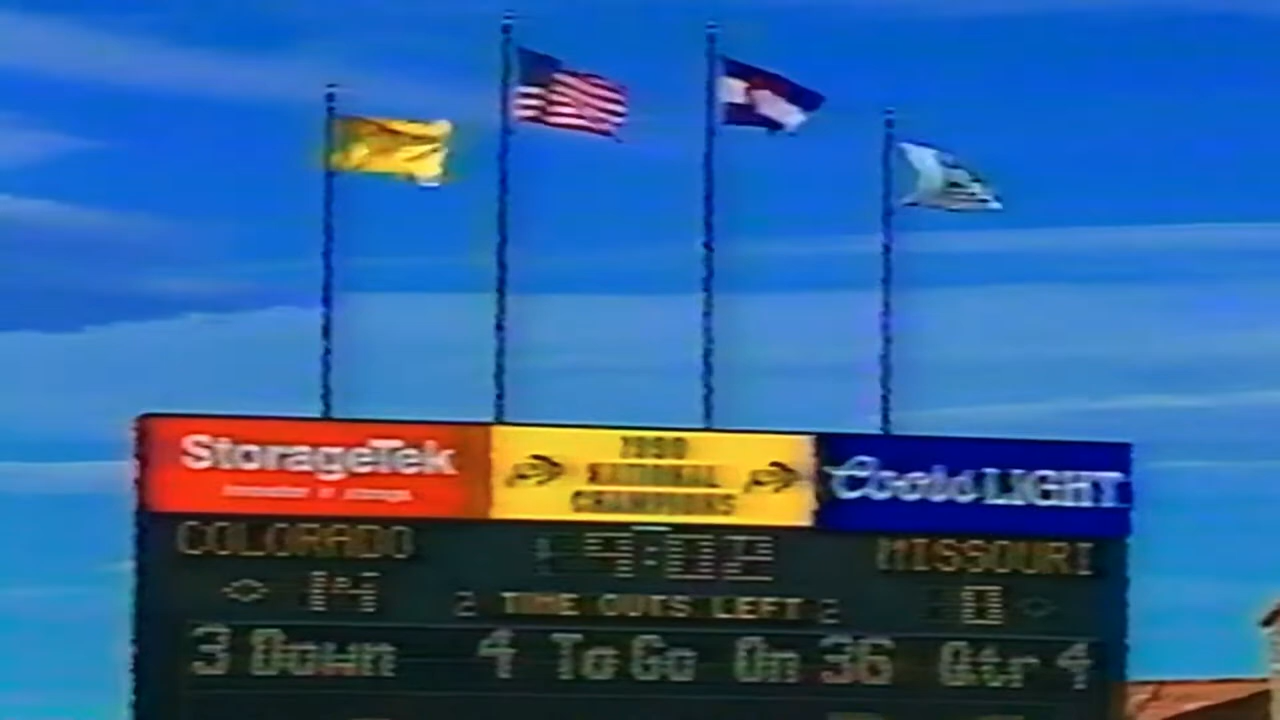 StorageTek
1990
NATIONAL
CHAMPIONS
Coors LIGHT
COLORADO
4:02
MISSOURI
14
2 TIME OUTS LEFT 2
0
3 Down 4 To Go On 36 Qtr 4